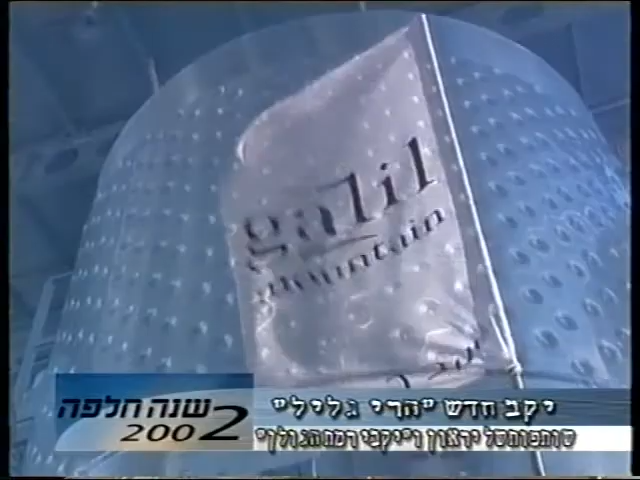 galil
mountain
שנה חלפה
2002
יקב חדש "הרי גליל"
שותפות של יראון ו"יקבי רמת הגולן"